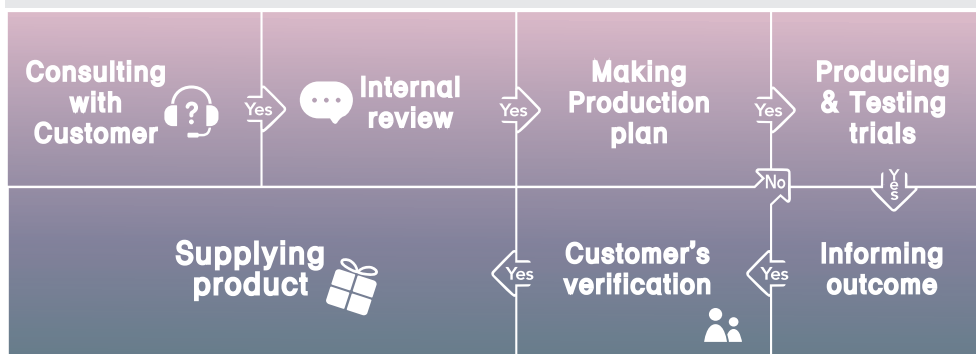 Consulting
with
Customer
?
Yes
Internal
review
Yes
Making
Production
plan
Yes
Producing
& Testing
trials
Yes
No
Informing
outcome
Yes
Customer's
verification
Yes
Supplying
product